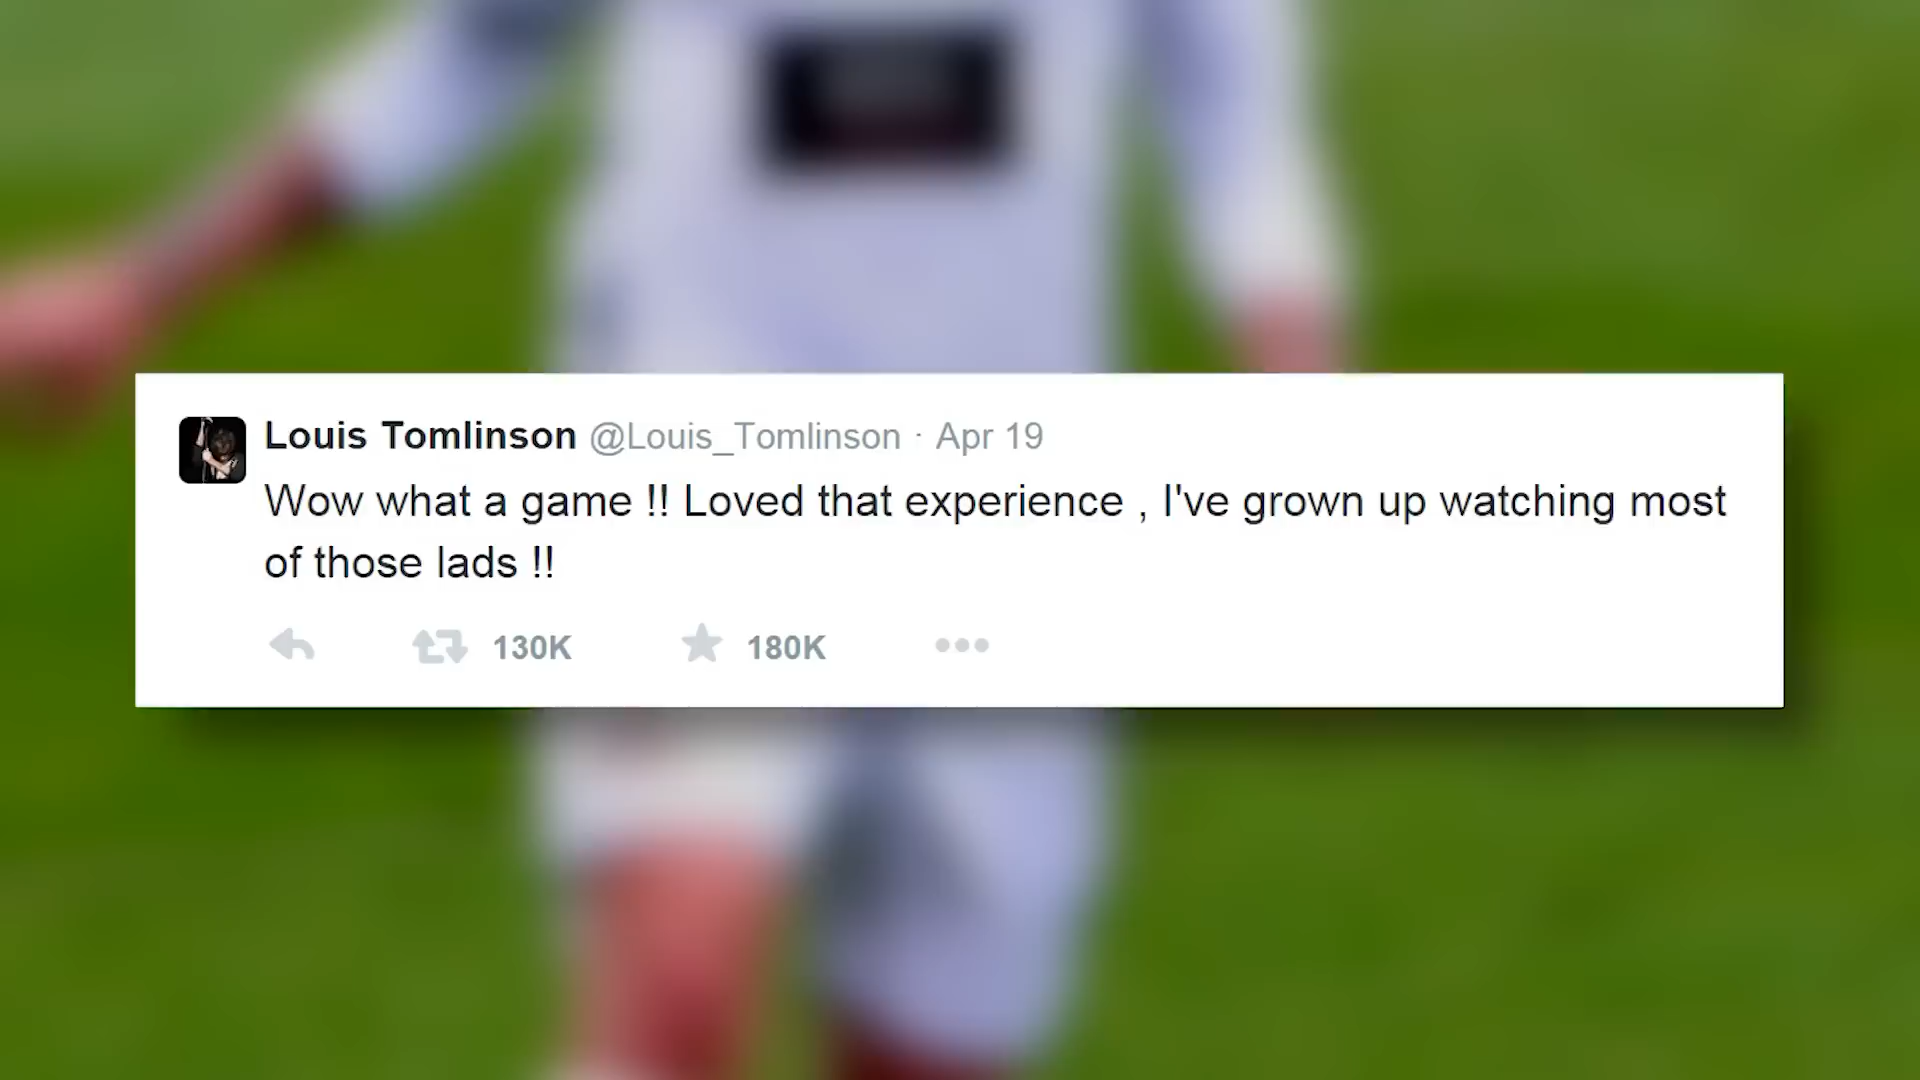 Louis Tomlinson @Louis_Tomlinson · Apr 19
Wow what a game !! Loved that experience , I've grown up watching most
of those lads !!
130K 180K